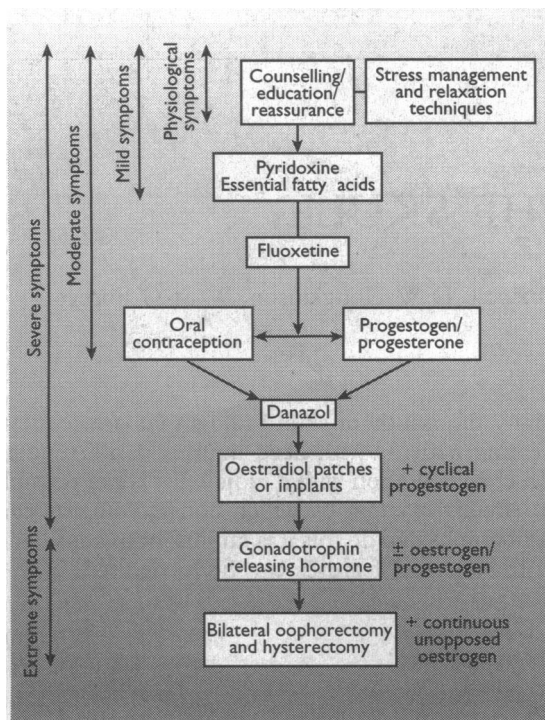 Physiological
symptoms
Mild symptoms
Moderate symptoms
Severe symptoms
Extreme symptoms
Counselling/
education/
reassurance
Stress management
and relaxation
techniques
Pyridoxine
Essential fatty acids
Fluoxetine
Oral
contraception
Progestogen/
progesterone
Danazol
Oestradiol patches
or implants
+ cyclical
progestogen
Gonadotrophin
releasing hormone
± oestrogen/
progestogen
Bilateral oophorectomy
and hysterectomy
+ continuous
unopposed
oestrogen